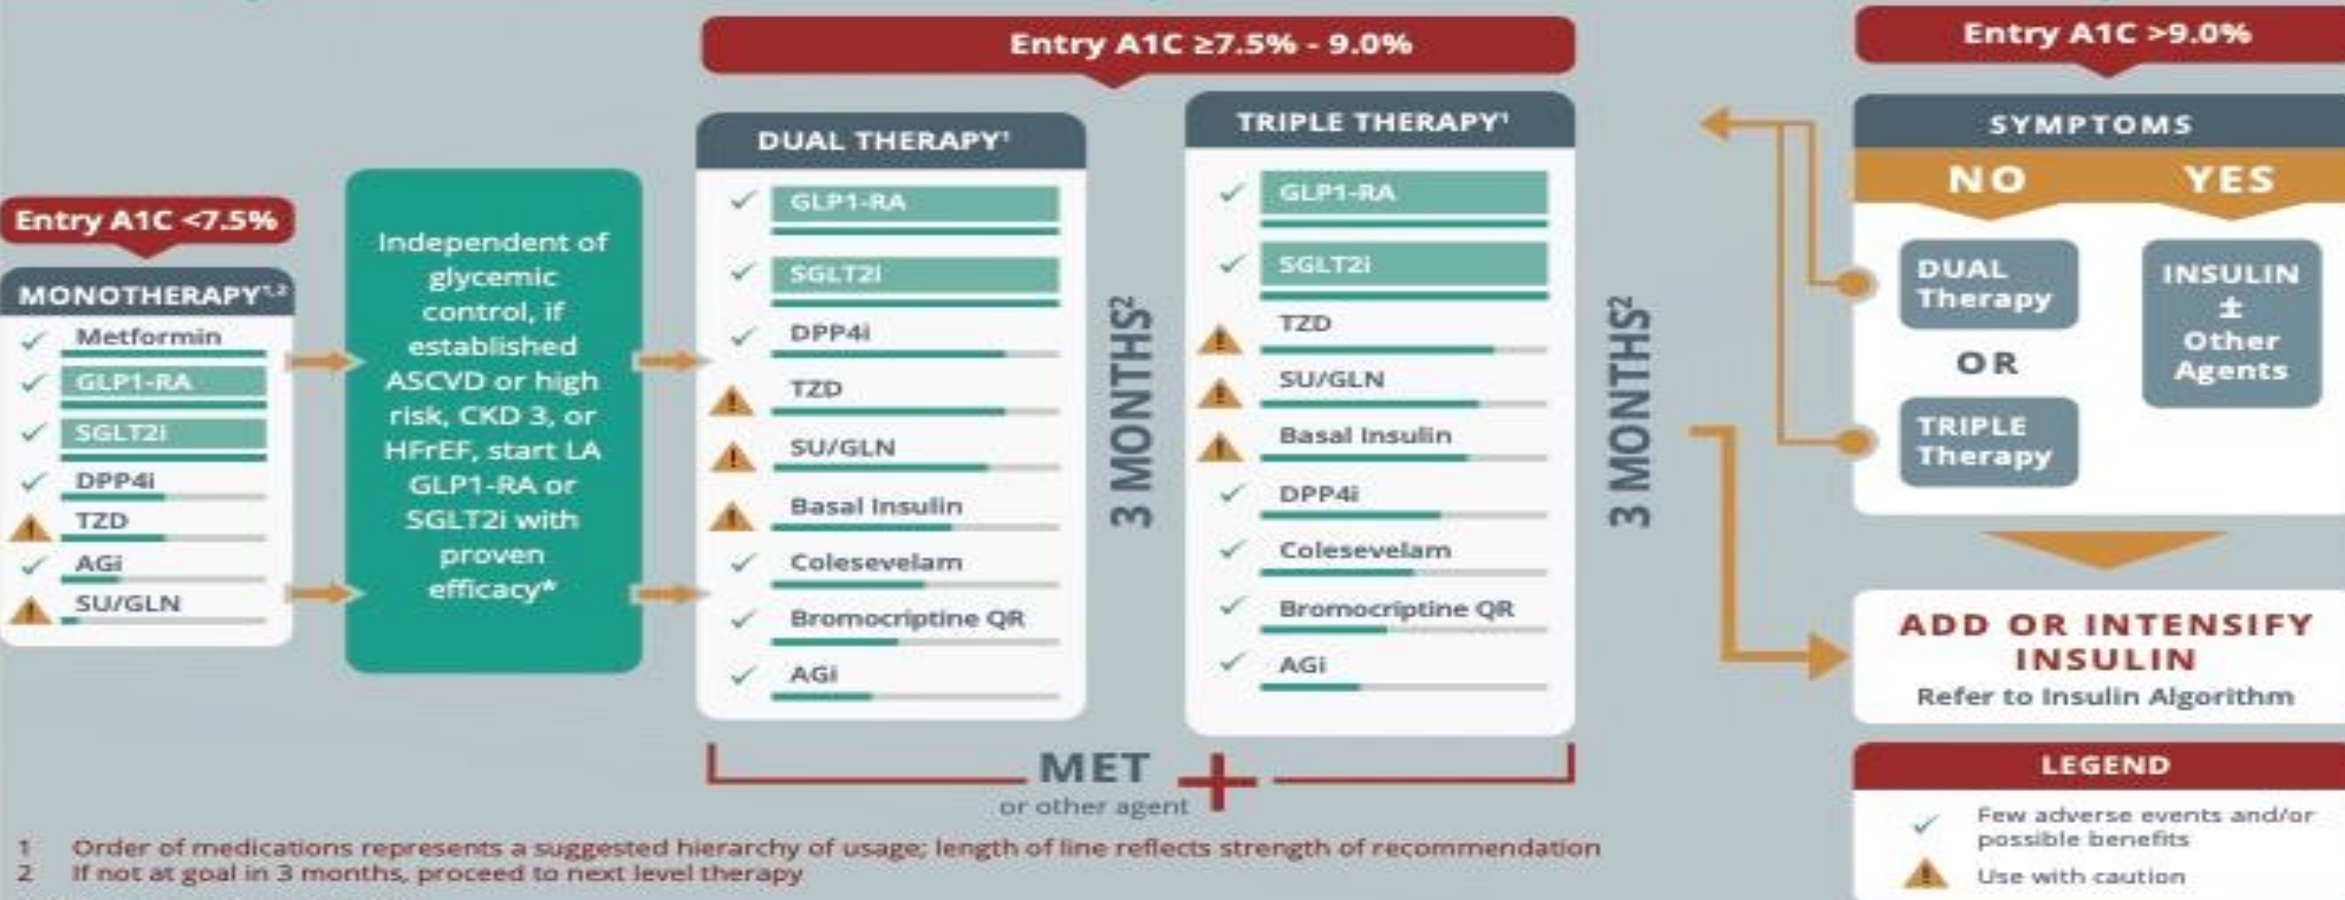 Entry A1C <7.5%
MONOTHERAPY¹,²
Metformin
GLP1-RA
SGLT2i
DPP4i
TZD
AGi
SU/GLN
Independent of
glycemic
control, if
established
ASCVD or high
risk, CKD 3, or
HFrEF, start LA
GLP1-RA or
SGLT2i with
proven
efficacy*
Entry A1C ≥7.5% - 9.0%
DUAL THERAPY¹
GLP1-RA
SGLT2i
DPP4i
TZD
SU/GLN
Basal Insulin
Colesevelam
Bromocriptine QR
AGi
3 MONTHS²
TRIPLE THERAPY¹
GLP1-RA
SGLT2i
TZD
SU/GLN
Basal Insulin
DPP4i
Colesevelam
Bromocriptine QR
AGi
3 MONTHS²
MET +
or other agent
Entry A1C >9.0%
SYMPTOMS
NO YES
DUAL
Therapy
OR
TRIPLE
Therapy
INSULIN
±
Other
Agents
ADD OR INTENSIFY
INSULIN
Refer to Insulin Algorithm
LEGEND
Few adverse events and/or
possible benefits
Use with caution
1 Order of medications represents a suggested hierarchy of usage; length of line reflects strength of recommendation
2 If not at goal in 3 months, proceed to next level therapy